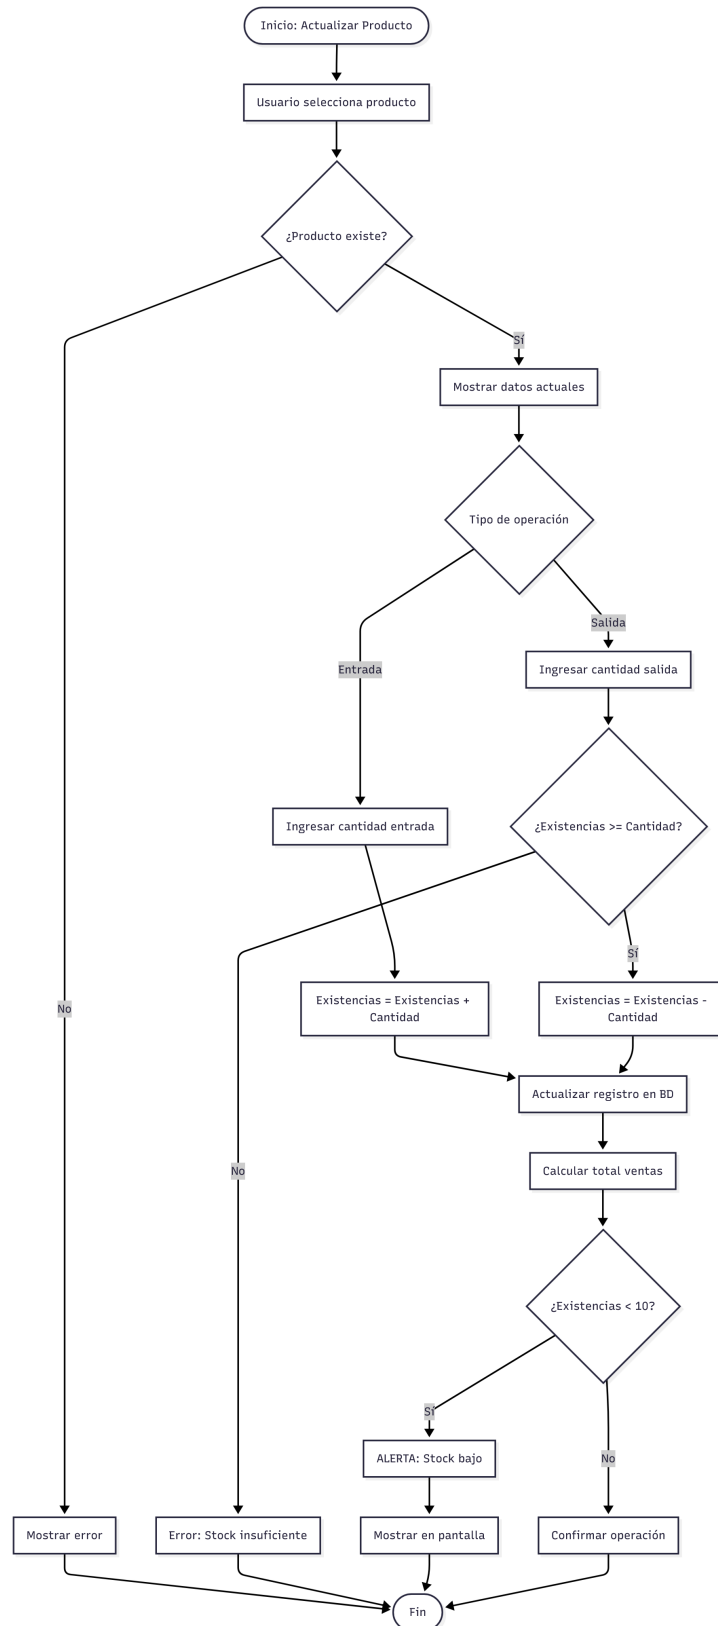 Inicio: Actualizar Producto
Usuario selecciona producto
¿Producto existe?
Sí
Mostrar datos actuales
Tipo de operación
Salida
Entrada
Ingresar cantidad salida
Ingresar cantidad entrada
¿Existencias >= Cantidad?
Sí
Existencias = Existencias +
Cantidad
Existencias = Existencias -
Cantidad
No
Actualizar registro en BD
No
Calcular total ventas
¿Existencias < 10?
Sí
ALERTA: Stock bajo
No
Mostrar error
Error: Stock insuficiente
Mostrar en pantalla
Confirmar operación
Fin